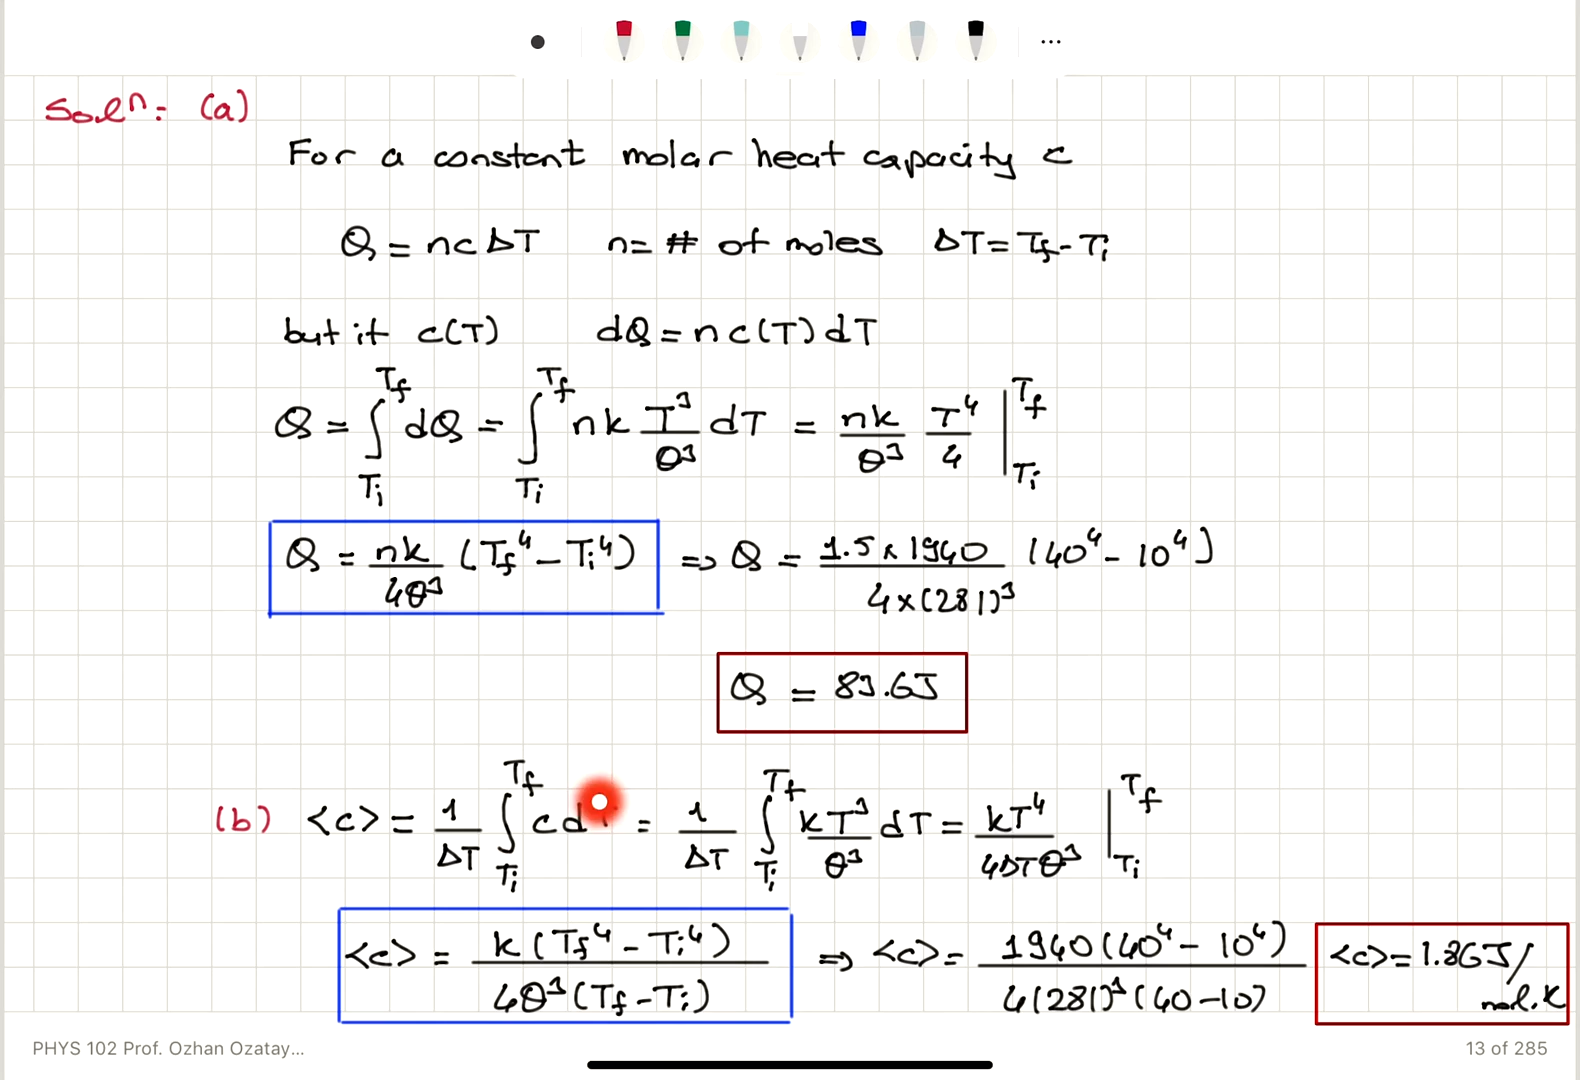 Solⁿ: (a)
For a constant molar heat capacity c
Q = ncΔT n= # of moles ΔT = Tf - Ti
but if c(T) dQ = n c(T) dT
Q = ∫_{Ti}^{Tf} dQ = ∫_{Ti}^{Tf} nk T³/θ³ dT = nk/θ³ T⁴/4 |_{Ti}^{Tf}
Q = nk/4θ³ (Tf⁴ - Ti⁴) ⇒ Q = 1.5 x 1940/4x(281)³ (40⁴ - 10⁴)
Q = 83.6J
(b) <c> = 1/ΔT ∫_{Ti}^{Tf} c dT = 1/ΔT ∫_{Ti}^{Tf} kT³/θ³ dT = kT⁴/4ΔTθ³ |_{Ti}^{Tf}
<c> = k(Tf⁴ - Ti⁴)/4θ³(Tf - Ti) ⇒ <c> = 1940(40⁴ - 10⁴)/4(281)³(40-10) <c> = 1.86J/mol.K
PHYS 102 Prof. Ozhan Ozatay... 13 of 285